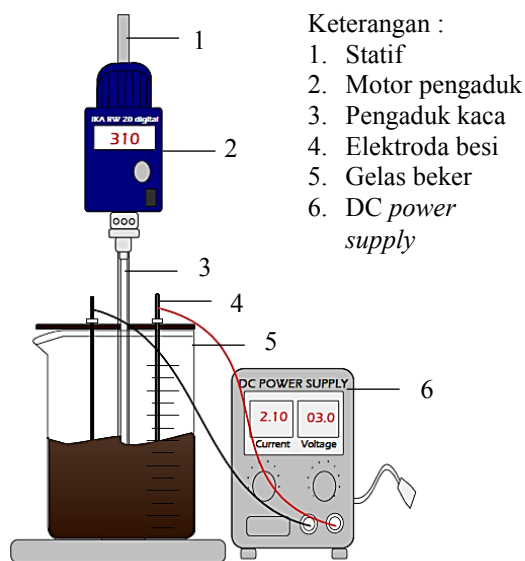 Keterangan :
1. Statif
2. Motor pengaduk
3. Pengaduk kaca
4. Elektroda besi
5. Gelas beker
6. DC power
supply
1
IKA RW 20 digital
310
2
3
4
5
6
DC POWER SUPPLY
2.10 03.0
Current Voltage